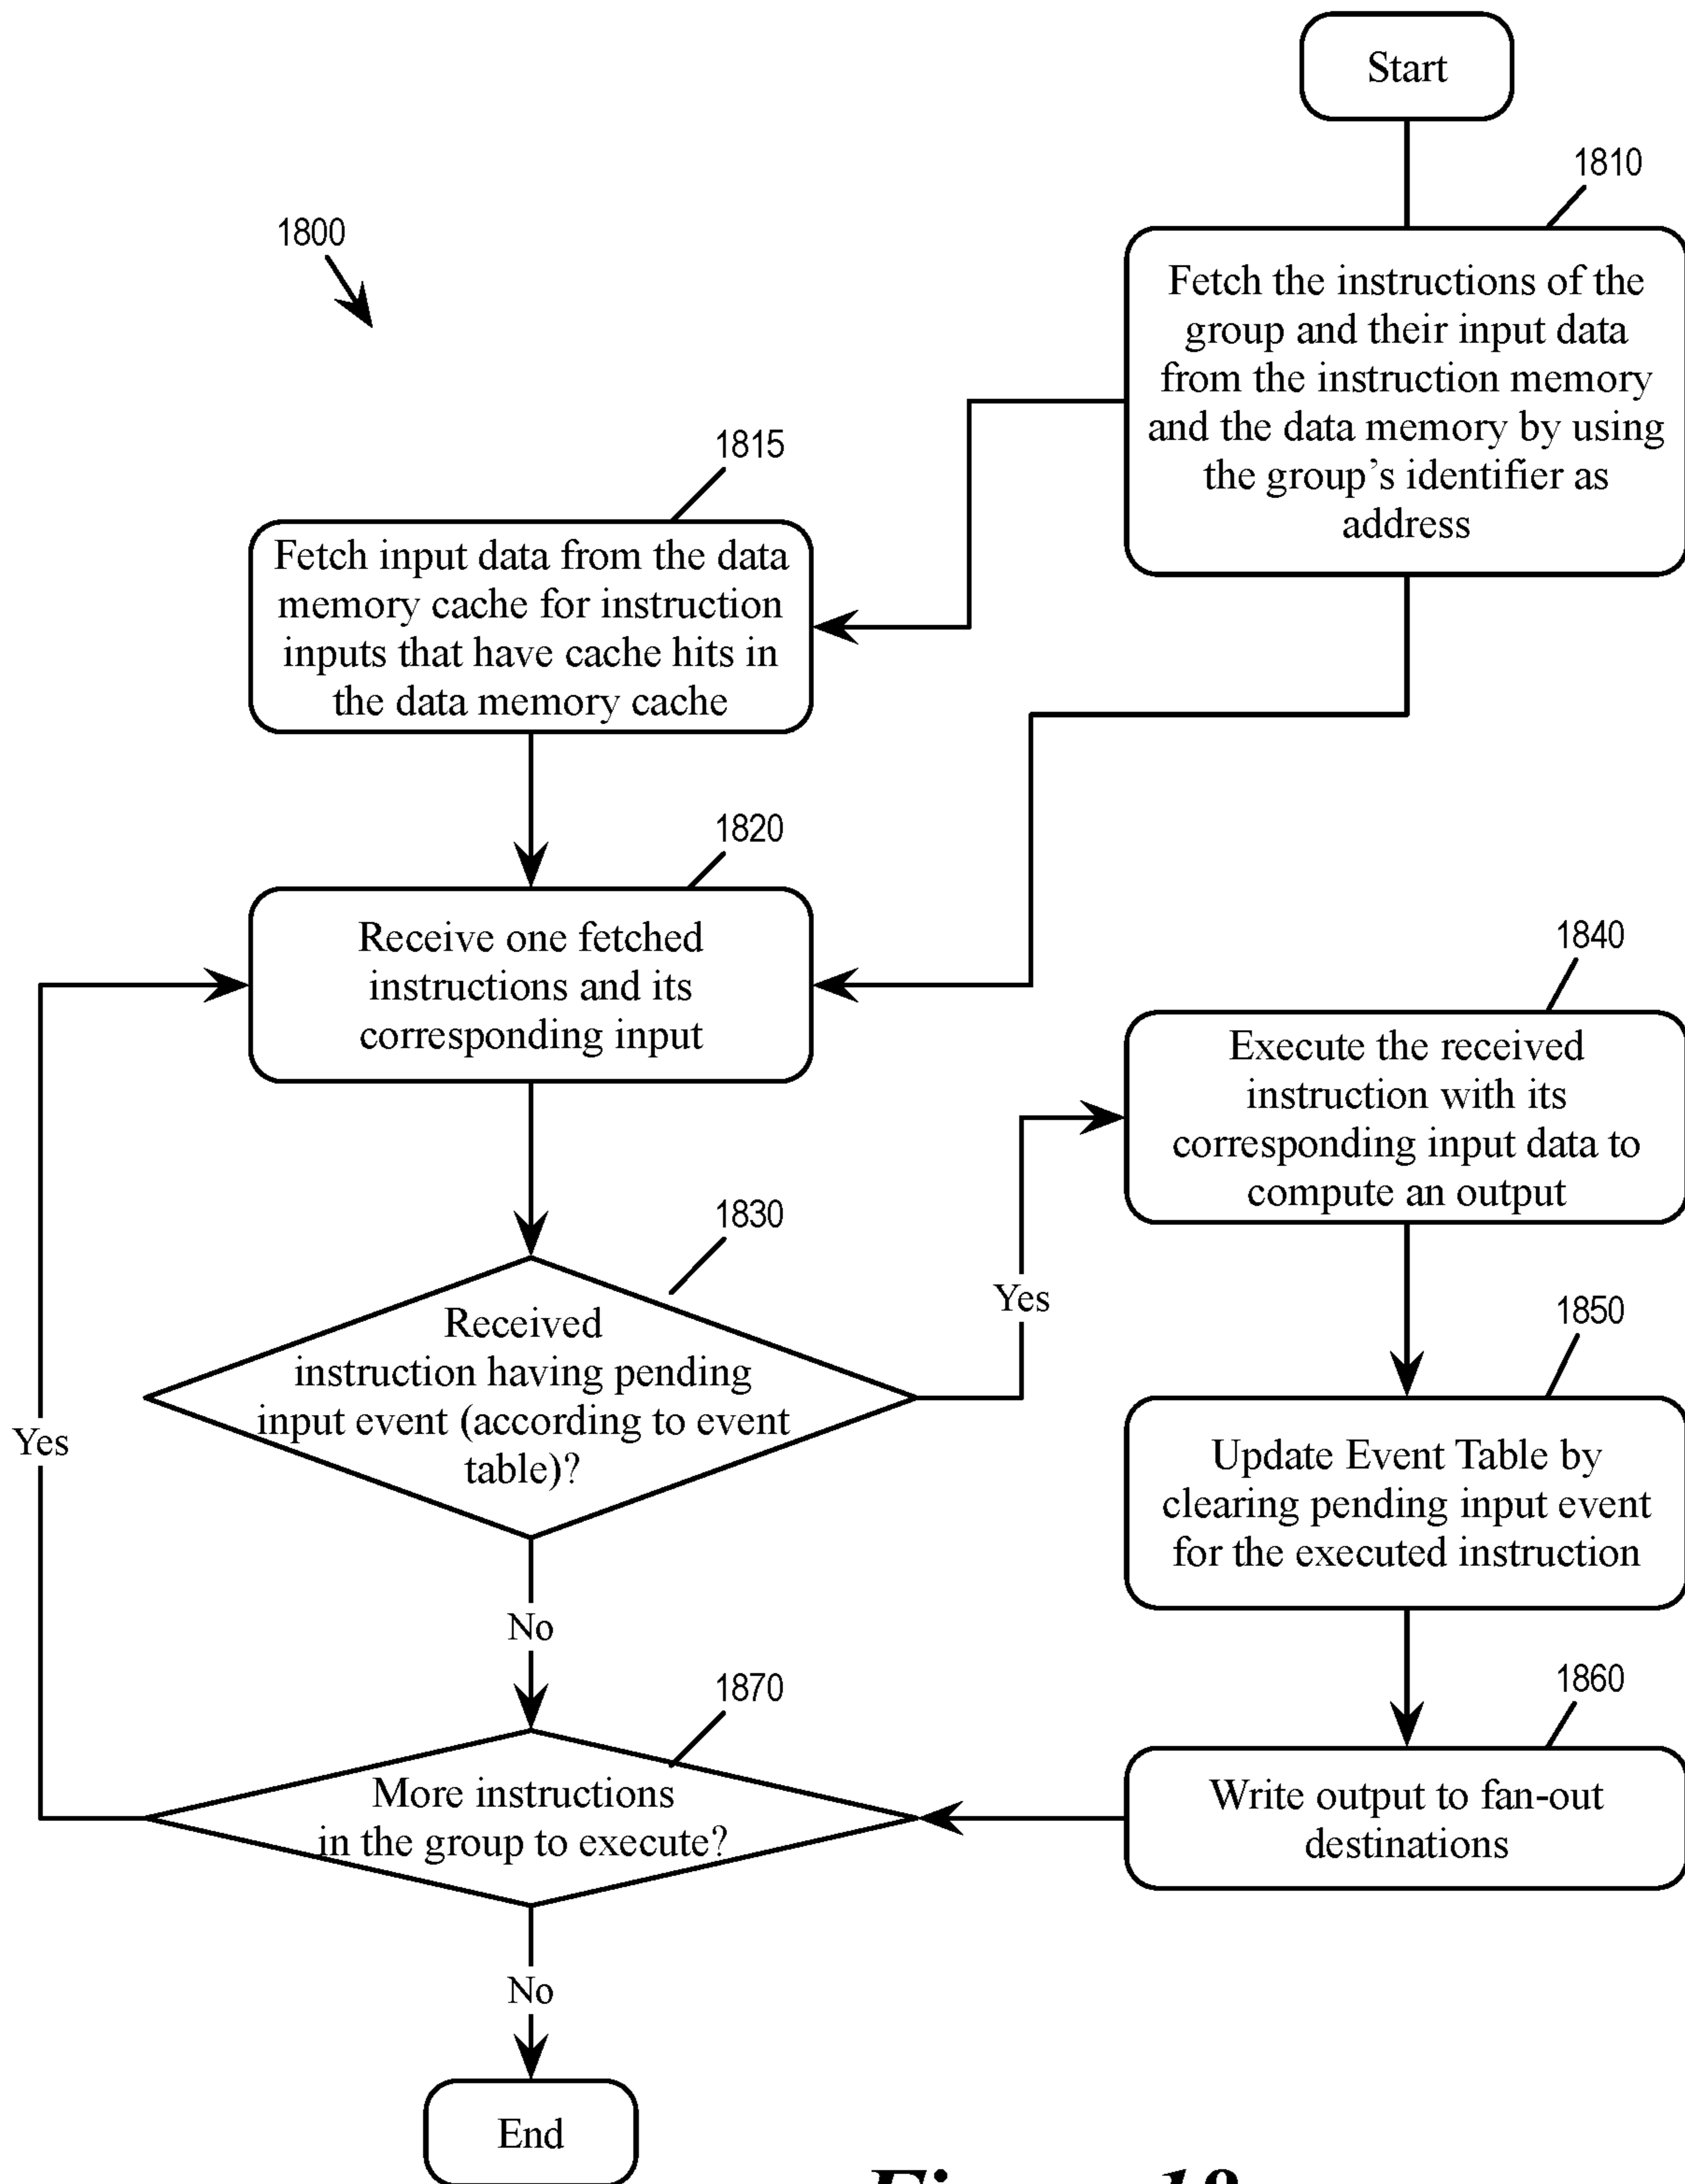 Start
1810
1800
Fetch the instructions of the
group and their input data
from the instruction memory
and the data memory by using
the group's identifier as
address
1815
Fetch input data from the data
memory cache for instruction
inputs that have cache hits in
the data memory cache
1820
Receive one fetched
instructions and its
corresponding input
1830
Received
instruction having pending
input event (according to event
table)?
Yes
1840
Execute the received
instruction with its
corresponding input data to
compute an output
1850
Update Event Table by
clearing pending input event
for the executed instruction
1860
Write output to fan-out
destinations
No
1870
More instructions
in the group to execute?
Yes
No
End
Figure 18